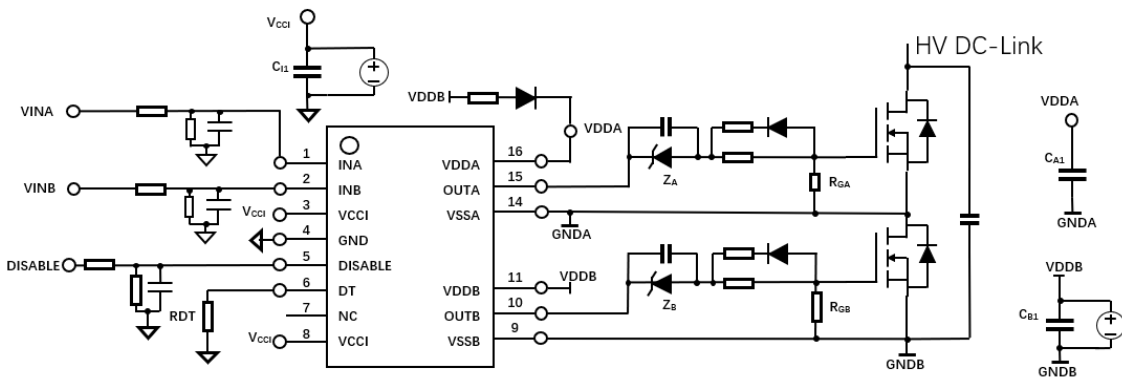 VCCI
HV DC-Link
CI1
VDDB
VINA
VDDA
VDDA
1
INA
VDDA
16
ZA
RGA
CA1
VINB
2
INB
OUTA
15
VCCI
3
VCCI
VSSA
14
GNDA
GNDA
4
GND
DISABLE
5
DISABLE
VDDB
11
VDDB
VDDB
6
DT
OUTB
10
ZB
RGB
CB1
RDT
7
NC
VCCI
8
VCCI
VSSB
9
GNDB
GNDB